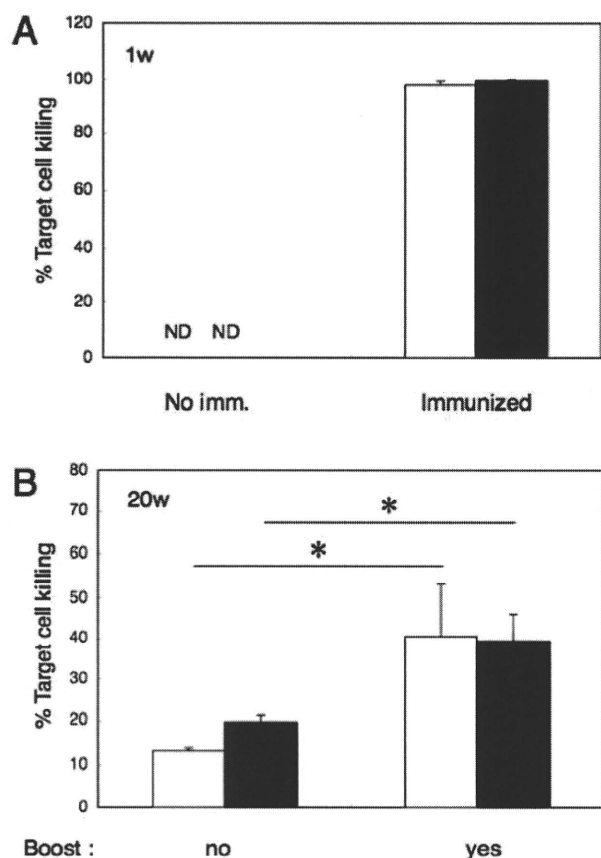 A
% Target cell killing
120
100
80
60
40
20
0
1w
ND ND
No imm. Immunized
B
% Target cell killing
80
70
60
50
40
30
20
10
0
20w
*
*
Boost : no yes